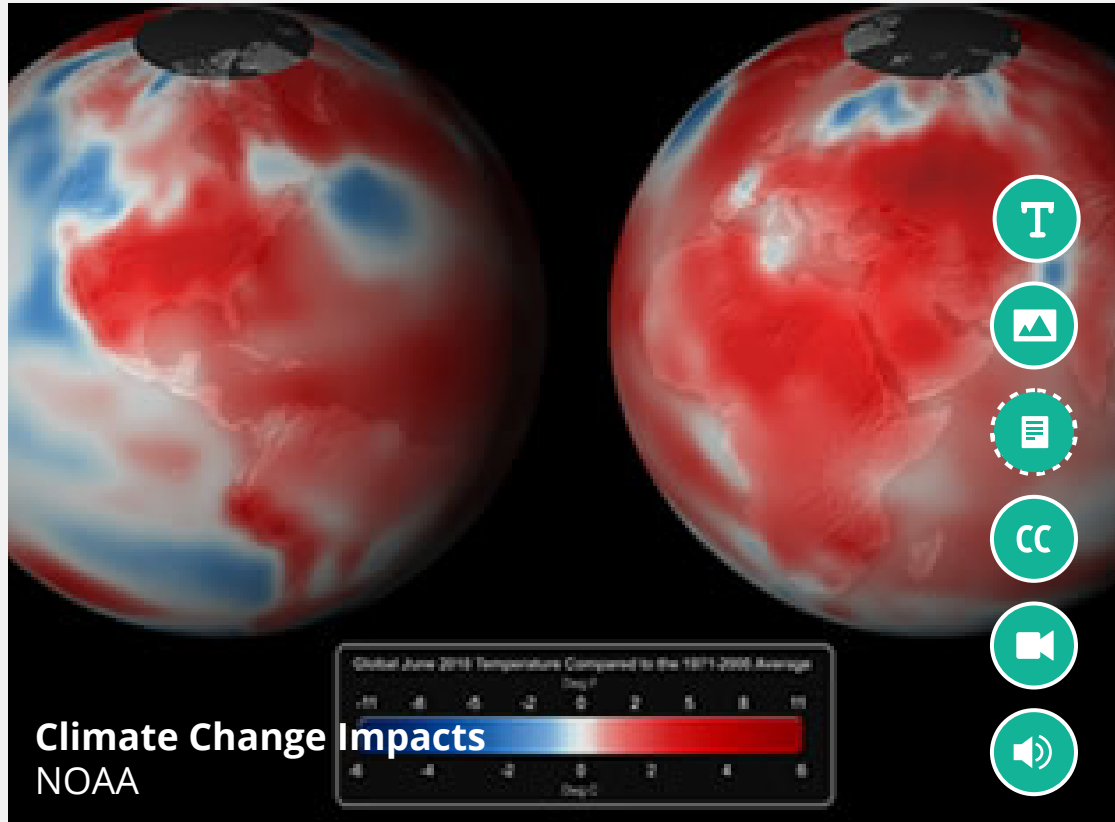 T
CC
Global June 2010 Temperature Compared to the 1971-2000 Average
Deg F
-11 -8 -5 -2 0 2 5 8 11
Climate Change Impacts
-6 -4 -2 0 2 4 6
NOAA
Deg C